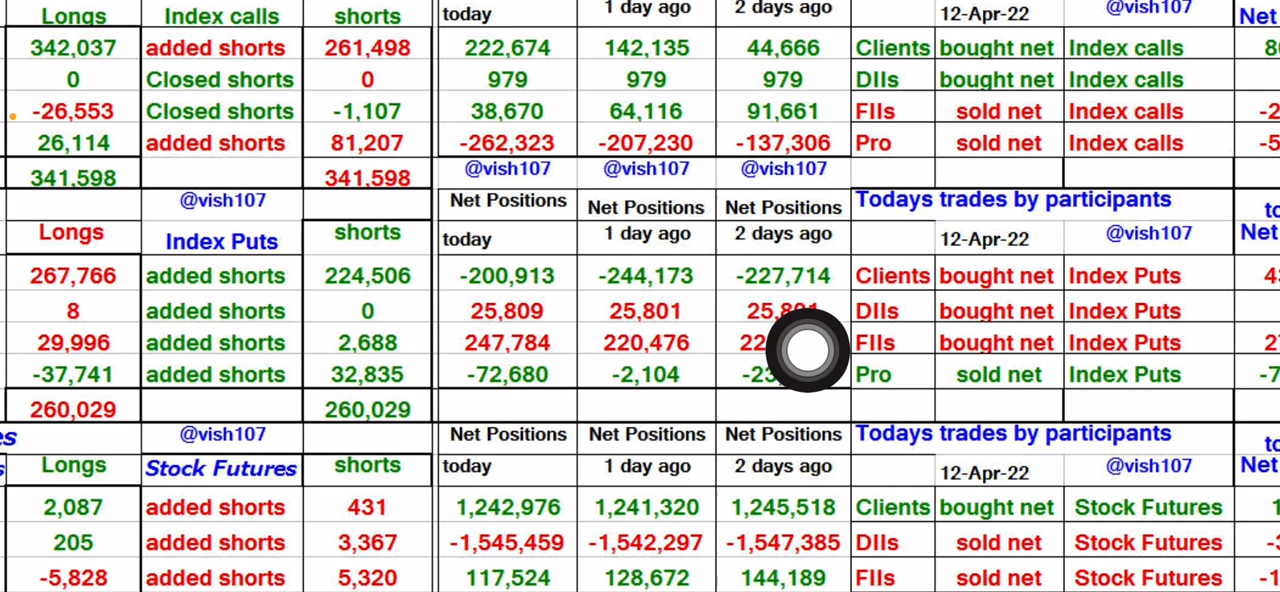 Longs Index calls shorts today 1 day ago 2 days ago 12-Apr-22 @vish107 Net
342,037 added shorts 261,498 222,674 142,135 44,666 Clients bought net Index calls
0 Closed shorts 0 979 979 979 DIIs bought net Index calls
-26,553 Closed shorts -1,107 38,670 64,116 91,661 FIIs sold net Index calls
26,114 added shorts 81,207 -262,323 -207,230 -137,306 Pro sold net Index calls
341,598 341,598 @vish107 @vish107 @vish107
@vish107 Net Positions Net Positions Net Positions Todays trades by participants
Longs Index Puts shorts today 1 day ago 2 days ago 12-Apr-22 @vish107 Net
267,766 added shorts 224,506 -200,913 -244,173 -227,714 Clients bought net Index Puts
8 added shorts 0 25,809 25,801 DIIs bought net Index Puts
29,996 added shorts 2,688 247,784 220,476 FIIs bought net Index Puts
-37,741 added shorts 32,835 -72,680 -2,104 Pro sold net Index Puts
260,029 260,029
@vish107 Net Positions Net Positions Net Positions Todays trades by participants
Longs Stock Futures shorts today 1 day ago 2 days ago 12-Apr-22 @vish107 Net
2,087 added shorts 431 1,242,976 1,241,320 1,245,518 Clients bought net Stock Futures
205 added shorts 3,367 -1,545,459 -1,542,297 -1,547,385 DIIs sold net Stock Futures
-5,828 added shorts 5,320 117,524 128,672 144,189 FIIs sold net Stock Futures